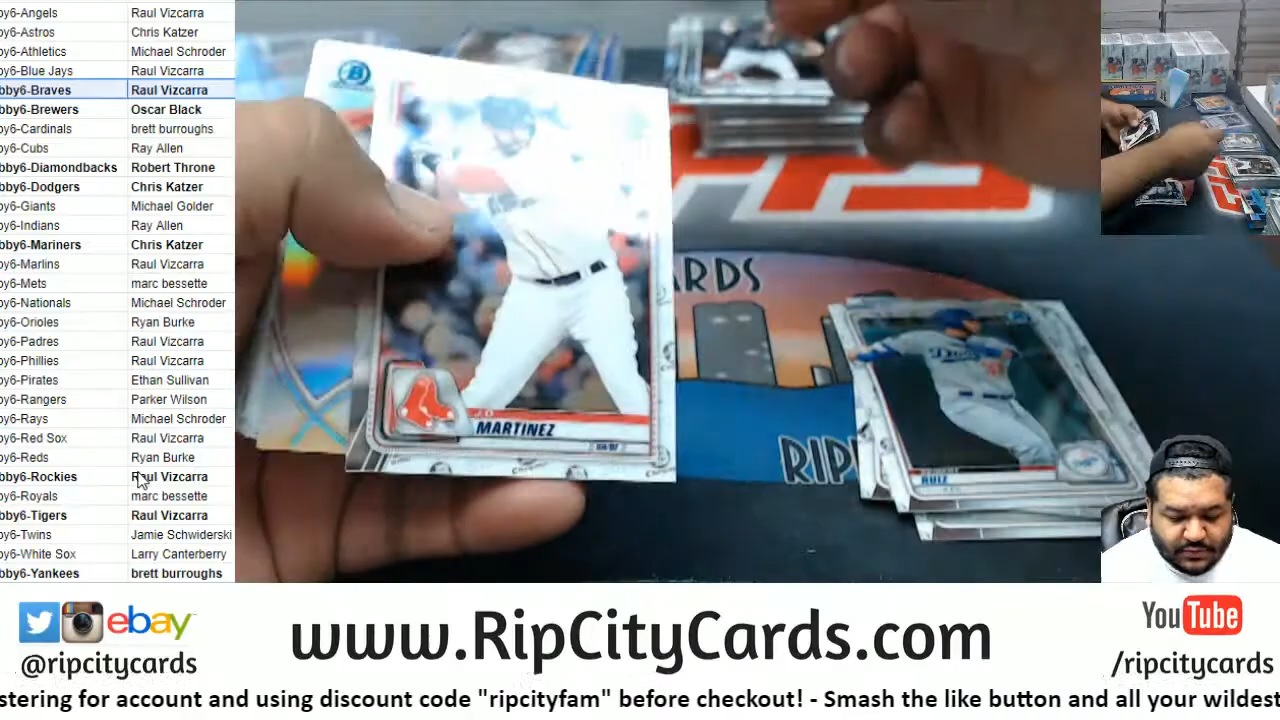 by6-Angels Raul Vizcarra
by6-Astros Chris Katzer
by6-Athletics Michael Schroder
by6-Blue Jays Raul Vizcarra
bby6-Braves Raul Vizcarra
bby6-Brewers Oscar Black
by6-Cardinals brett burroughs
by6-Cubs Ray Allen
bby6-Diamondbacks Robert Throne
bby6-Dodgers Chris Katzer
by6-Giants Michael Golder
by6-Indians Ray Allen
bby6-Mariners Chris Katzer
by6-Marlins Raul Vizcarra
by6-Mets marc bessette
by6-Nationals Michael Schroder
by6-Orioles Ryan Burke
by6-Padres Raul Vizcarra
by6-Phillies Raul Vizcarra
by6-Pirates Ethan Sullivan
by6-Rangers Parker Wilson
by6-Rays Michael Schroder
by6-Red Sox Raul Vizcarra
by6-Reds Ryan Burke
bby6-Rockies Raul Vizcarra
by6-Royals marc bessette
bby6-Tigers Raul Vizcarra
by6-Twins Jamie Schwiderski
by6-White Sox Larry Canterberry
bby6-Yankees brett burroughs
B
J.D.
MARTINEZ
ARDS
RIP
RUIZ
ebay
@ripcitycards
www.RipCityCards.com
YouTube
/ripcitycards
stering for account and using discount code "ripcityfam" before checkout! - Smash the like button and all your wildest